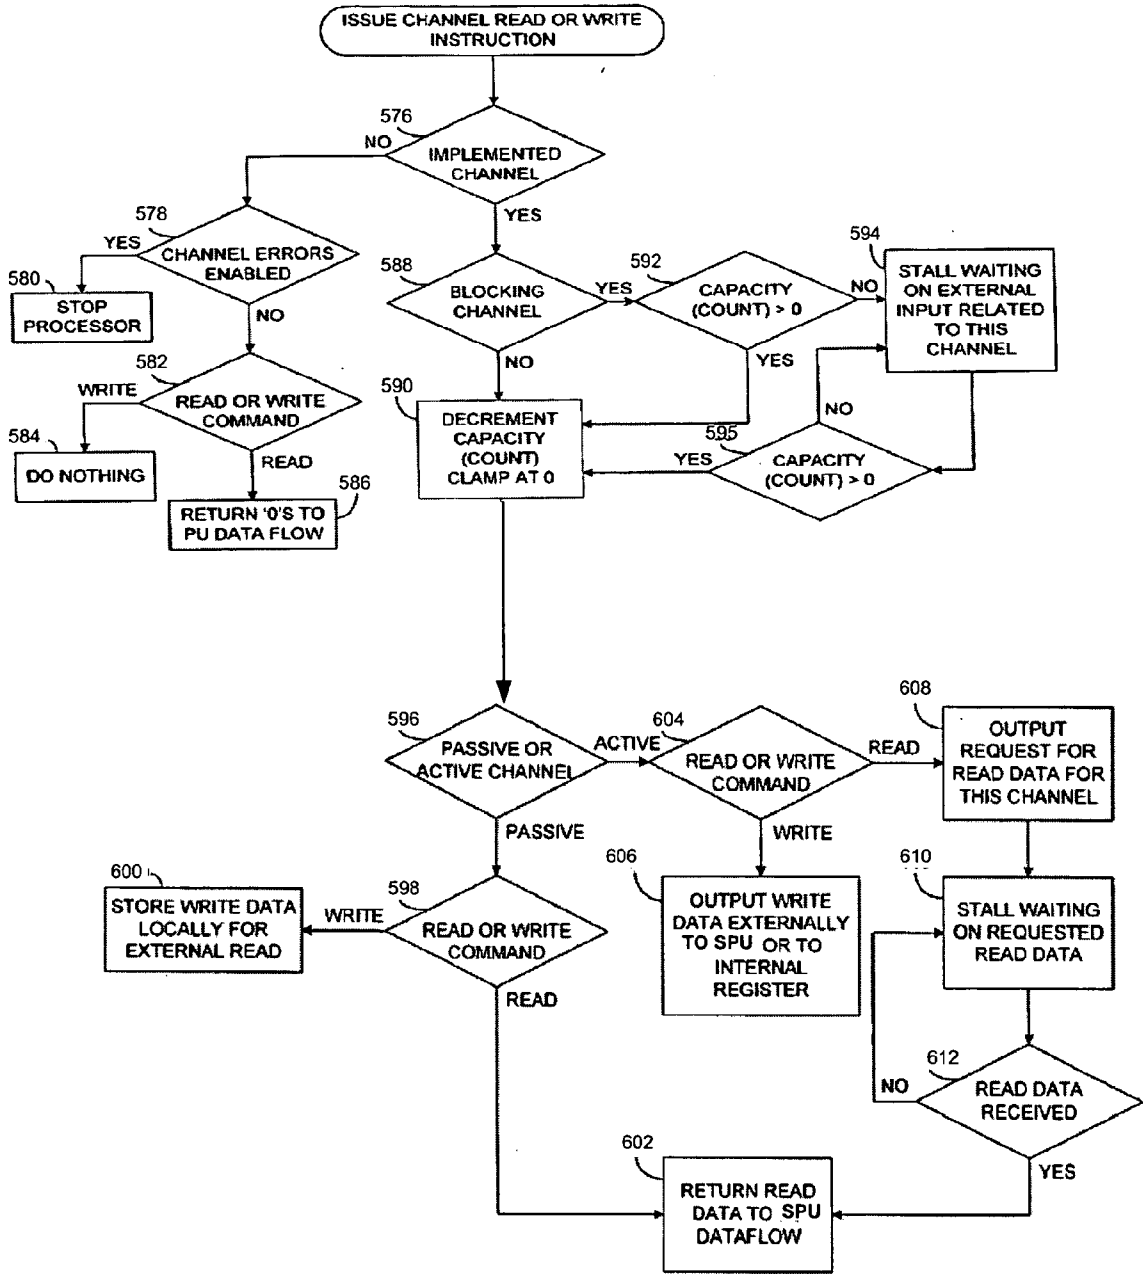 ISSUE CHANNEL READ OR WRITE
INSTRUCTION
576
NO
IMPLEMENTED
CHANNEL
YES
578
YES
CHANNEL ERRORS
ENABLED
NO
580
STOP
PROCESSOR
582
WRITE
READ OR WRITE
COMMAND
READ
584
DO NOTHING
586
RETURN '0'S TO
PU DATA FLOW
588
BLOCKING
CHANNEL
YES
NO
592
CAPACITY
(COUNT) > 0
NO
YES
594
STALL WAITING
ON EXTERNAL
INPUT RELATED
TO THIS
CHANNEL
590
DECREMENT
CAPACITY
(COUNT)
CLAMP AT 0
595
NO
YES
CAPACITY
(COUNT) > 0
596
PASSIVE OR
ACTIVE CHANNEL
ACTIVE
PASSIVE
604
READ OR WRITE
COMMAND
READ
WRITE
608
OUTPUT
REQUEST FOR
READ DATA FOR
THIS CHANNEL
600
STORE WRITE DATA
LOCALLY FOR
EXTERNAL READ
598
WRITE
READ OR WRITE
COMMAND
READ
606
OUTPUT WRITE
DATA EXTERNALLY
TO SPU OR TO
INTERNAL
REGISTER
610
STALL WAITING
ON REQUESTED
READ DATA
612
NO
READ DATA
RECEIVED
YES
602
RETURN READ
DATA TO SPU
DATAFLOW